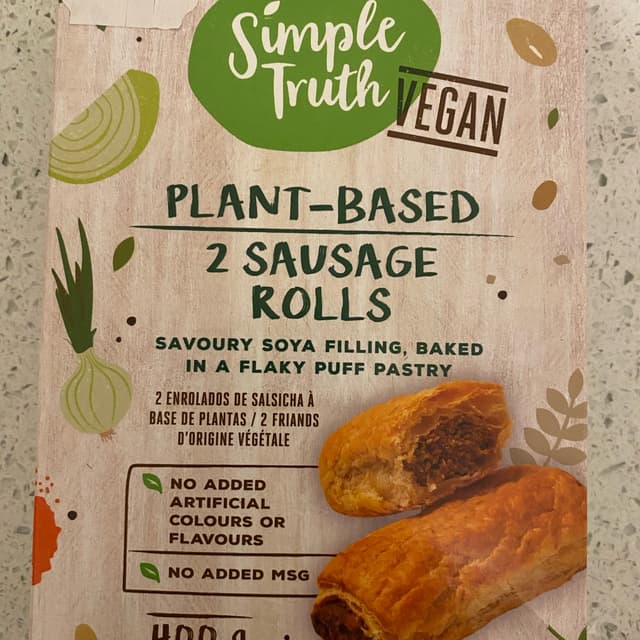 Simple
Truth
VEGAN
PLANT-BASED
2 SAUSAGE
ROLLS
SAVOURY SOYA FILLING, BAKED
IN A FLAKY PUFF PASTRY
2 ENROLADOS DE SALSICHA À
BASE DE PLANTAS / 2 FRIANDS
D'ORIGINE VÉGÉTALE
NO ADDED
ARTIFICIAL
COLOURS OR
FLAVOURS
NO ADDED MSG
400 g